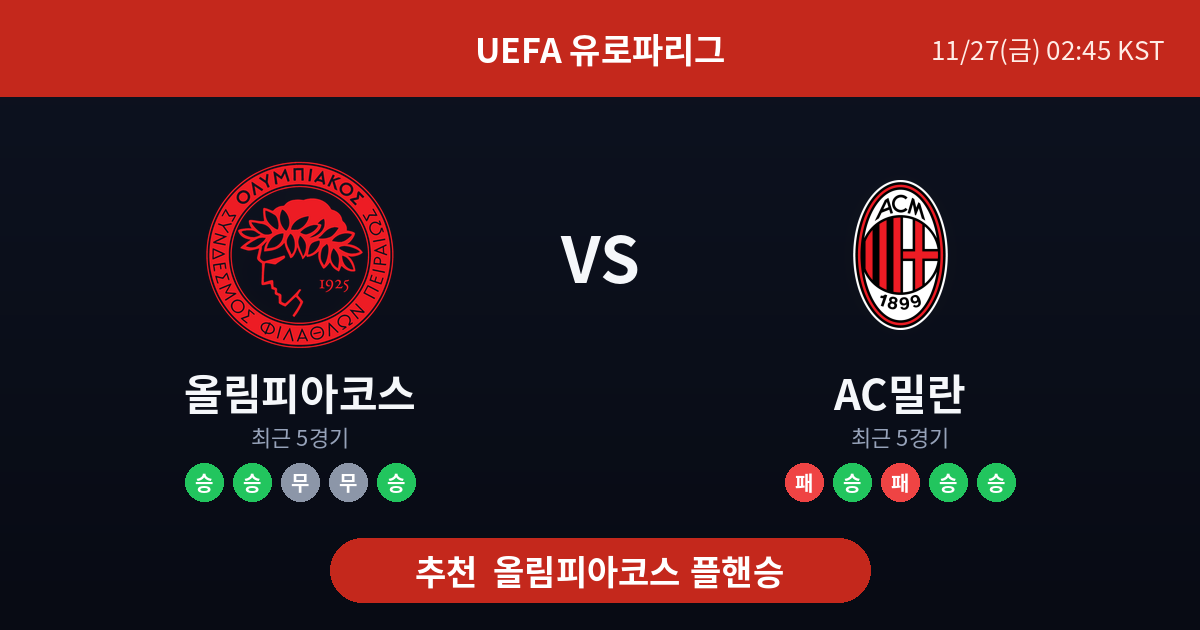 UEFA 유로파리그
11/27(금) 02:45 KST
ΟΛΥΜΠΙΑΚΟΣ
ΣΥΝΔΕΣΜΟΣ ΦΙΛΑΘΛΩΝ ΠΕΙΡΑΙΩΣ
1925
ACM
1899
VS
올림피아코스
AC밀란
최근 5경기
최근 5경기
승 승 무 무 승
패 승 패 승 승
추천 올림피아코스 플핸승